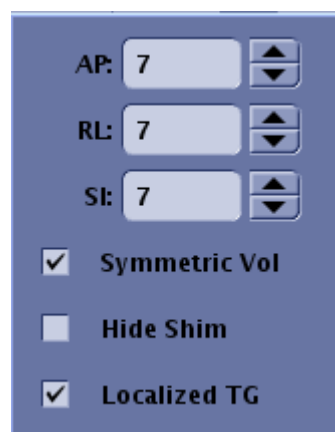 AP: 7
RL: 7
SI: 7
Symmetric Vol
Hide Shim
Localized TG